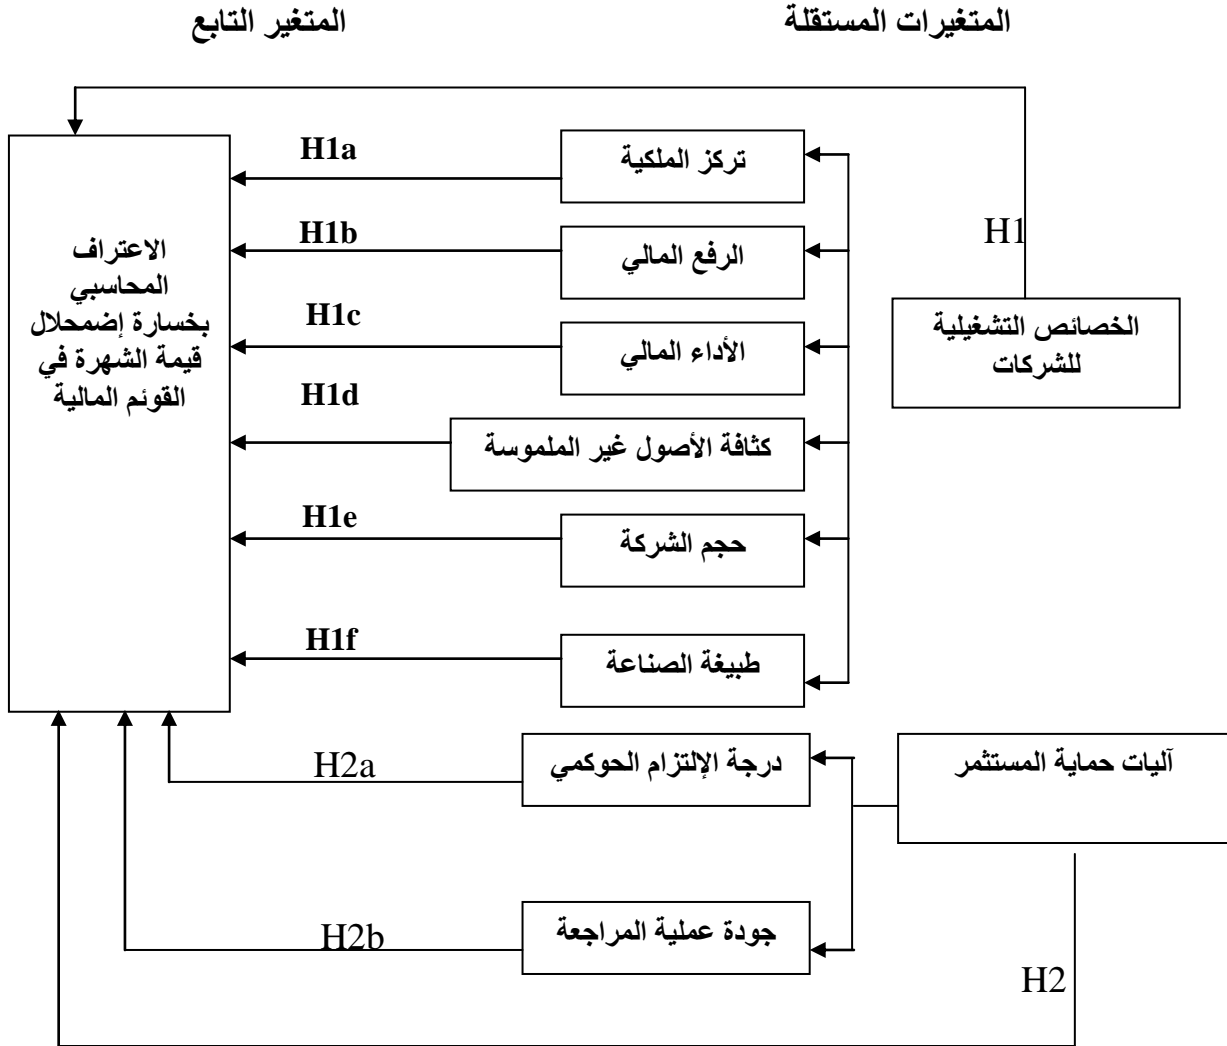 المتغيرات المستقلة
المتغير التابع
H1
الخصائص التشغيلية
للشركات
تركز الملكية
H1a
الرفع المالي
H1b
الأداء المالي
H1c
كثافة الأصول غير الملموسة
H1d
حجم الشركة
H1e
طبيغة الصناعة
H1f
الاعتراف
المحاسبي
بخسارة إضمحلال
قيمة الشهرة في
القوئم المالية
آليات حماية المستثمر
درجة الإلتزام الحوكمي
H2a
جودة عملية المراجعة
H2b
H2